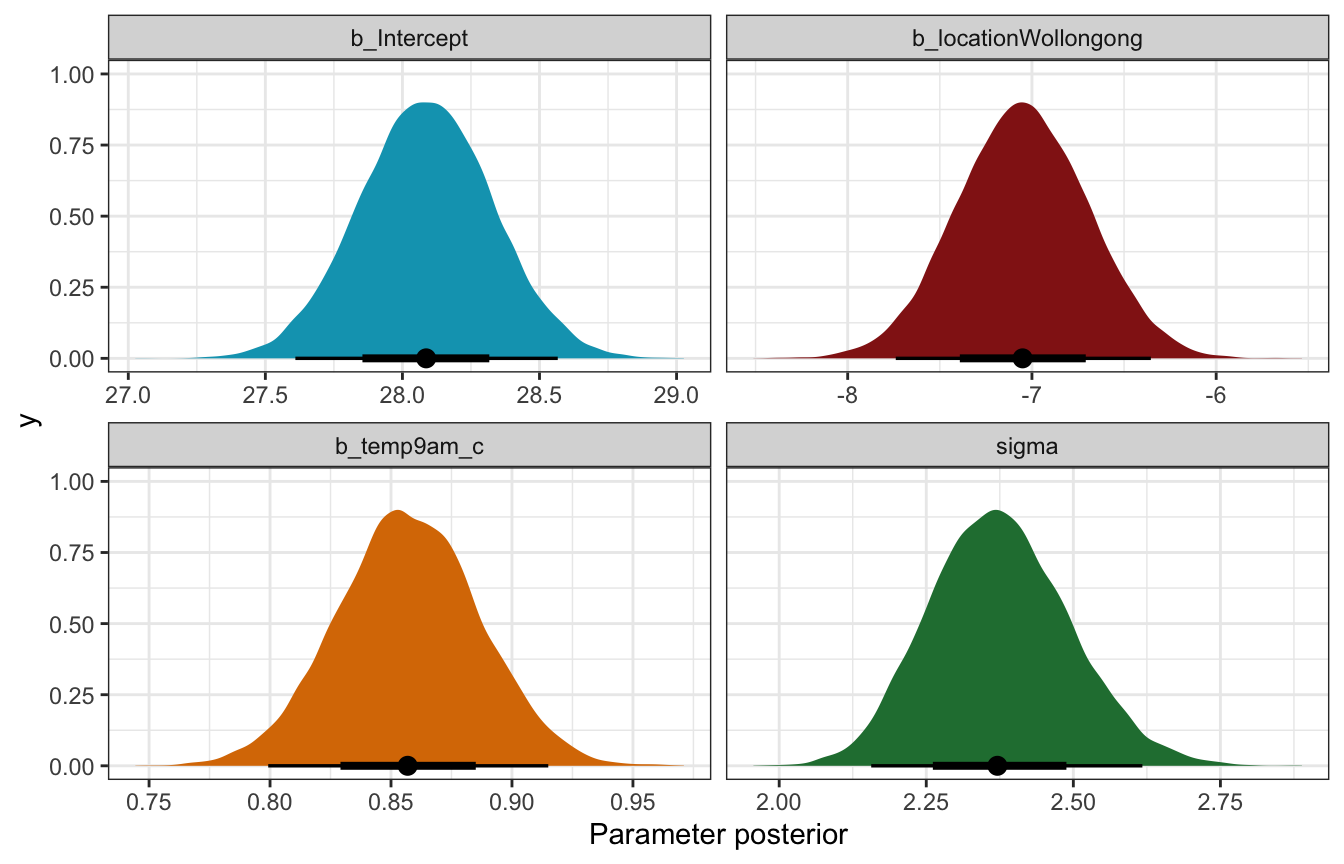 b_Intercept
b_locationWollongong
1.00
0.75
0.50
0.25
0.00
27.0 27.5 28.0 28.5 29.0
-8 -7 -6
y
b_temp9am_c
sigma
1.00
0.75
0.50
0.25
0.00
0.75 0.80 0.85 0.90 0.95
2.00 2.25 2.50 2.75
Parameter posterior